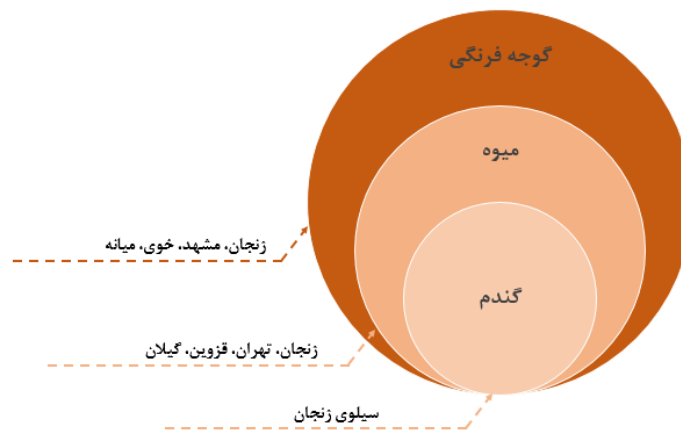 گوجه فرنگی
میوه
گندم
زنجان، مشهد، خوی، میانه
زنجان، تهران، قزوین، گیلان
سیلوی زنجان